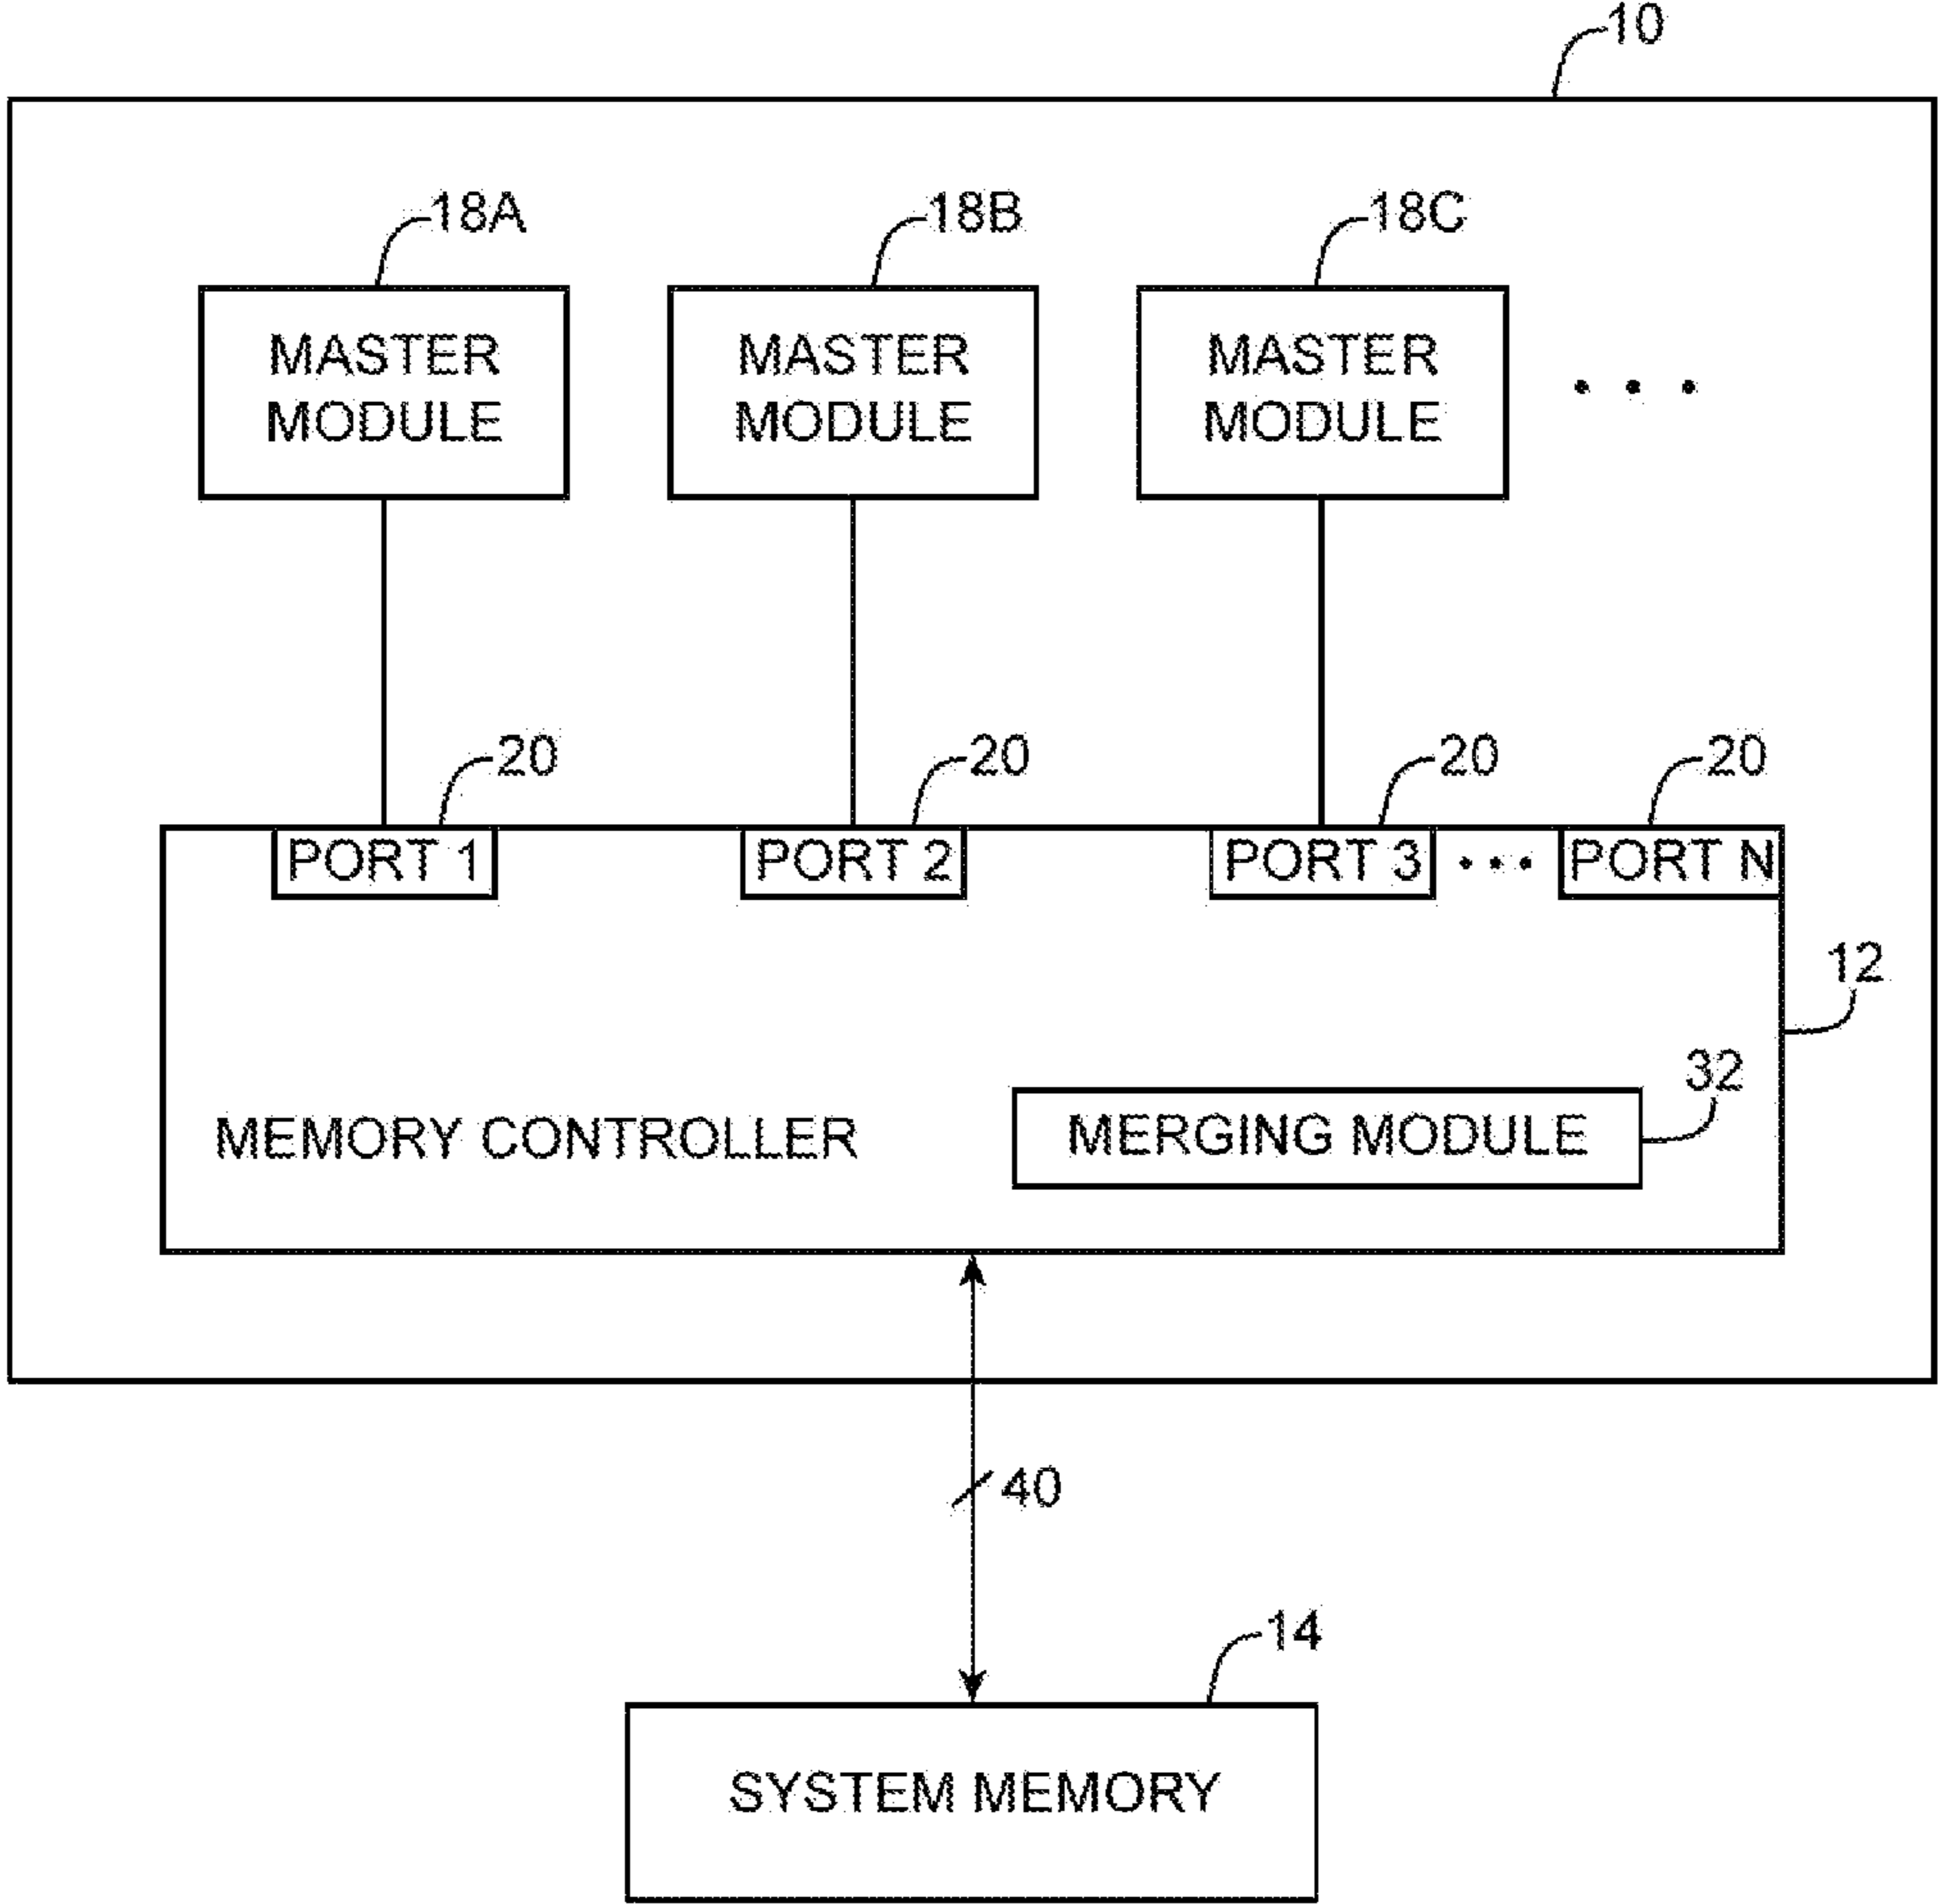 10
18A
18B
18C
MASTER
MODULE
MASTER
MODULE
MASTER
MODULE
• • •
20
20
20
20
PORT 1
PORT 2
PORT 3
• • •
PORT N
12
32
MEMORY CONTROLLER
MERGING MODULE
40
14
SYSTEM MEMORY